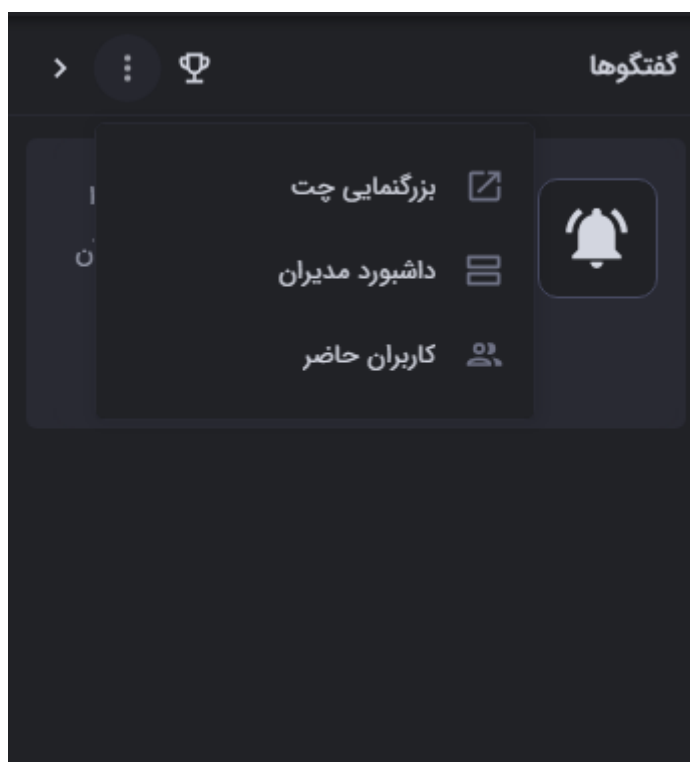 گفتگوها
بزرگنمایی چت
داشبورد مدیران
کاربران حاضر